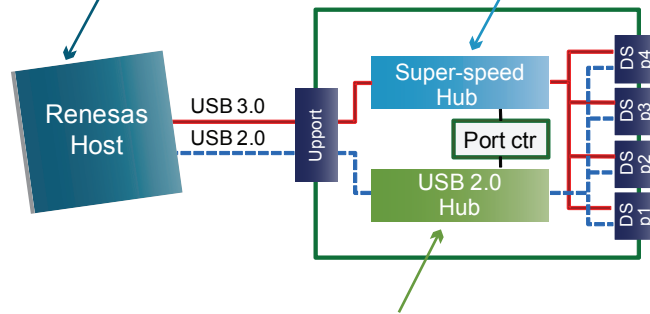 Renesas
Host
USB 3.0
USB 2.0
Upport
Super-speed
Hub
Port ctr
USB 2.0
Hub
DS
p4
DS
p3
DS
p2
DS
p1